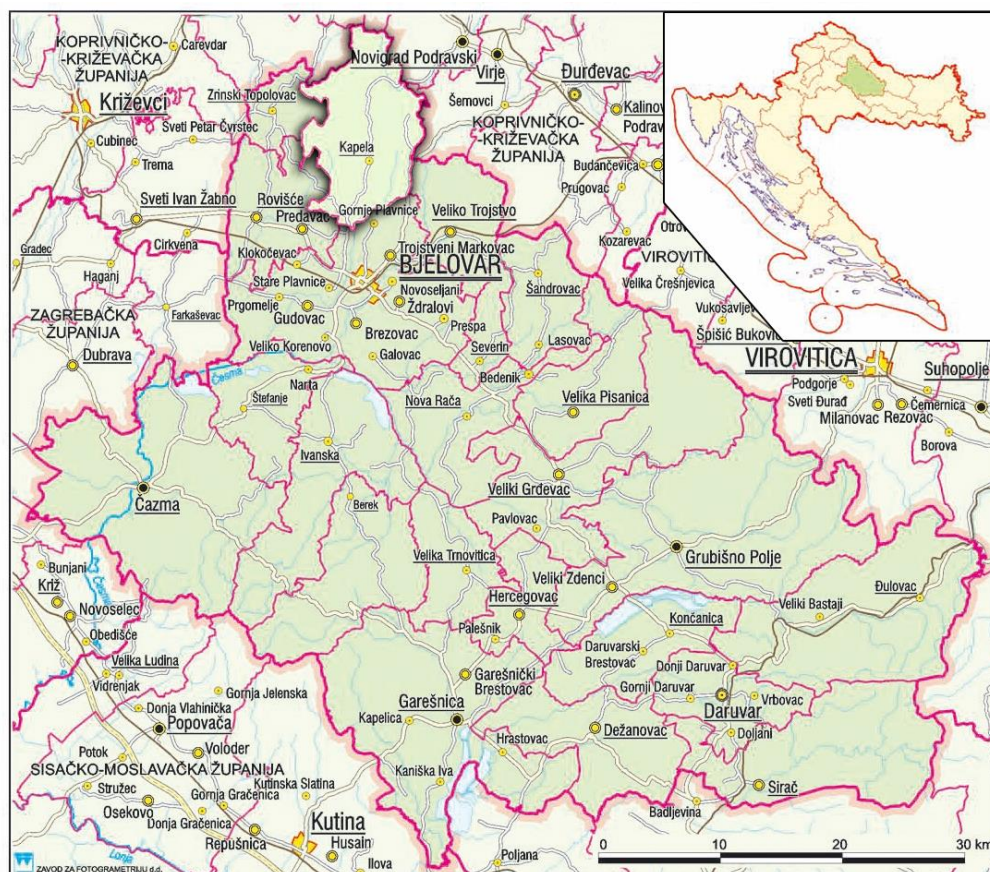 KOPRIVNIČKO-
-KRIŽEVAČKA
ŽUPANIJA
Carevdar
Križevci
Cubinec
Zrinski Topolovac
Sveti Petar Čvrstec
Trema
Novigrad Podravski
Virje
Đurđevac
Šemovci
KOPRIVNIČKO-
-KRIŽEVAČKA
ŽUPANIJA
Kalinov
Podrav
Budančevica
Prugovac
Kapela
Sveti Ivan Žabno
Rovišće
Predavac
Gornje Plavnice
Veliko Trojstvo
Kozarevac
Otro
Cirkvena
Gradec
Haganj
Klokočevac
Trojstveni Markovac
BJELOVAR
VIROVITIC
Velika Črešnjevica
Stare Plavnice
Novoseljani
Ždralovi
Šandrovac
Vukosavljev
Prgomelje
Gudovac
ZAGREBAČKA
ŽUPANIJA
Farkaševac
Brezovac
Prespa
Špišić Bukovic
Dubrava
Veliko Korenovo
Galovac
Severin
Lasovac
VIROVITICA
Suhopolje
Česma
Narta
Bedenik
Podgorje
Sveti Đurađ
Štefanje
Nova Rača
Velika Pisanica
Milanovac
Rezovac
Čemernica
Borova
Ivanska
Čazma
Berek
Veliki Grđevac
Pavlovac
Velika Trnovitica
Grubišno Polje
Bunjani
Križ
Česma
Novoselec
Obedišće
Veliki Zdenci
Hercegovac
Đulovac
Veliki Bastaji
Končanica
Palešnik
Daruvarski
Brestovac
Velika Ludina
Vidrenjak
Gornja Jelenska
Garešnički
Brestovac
Donji Daruvar
Gornji Daruvar
Vrbovac
Daruvar
Donja Vlahinička
Popovača
Kapelica
Garešnica
Dežanovac
Doljani
Hrastovac
Potok
Voloder
SISAČKO-MOSLAVAČKA ŽUPANIJA
Kaniška Iva
Kutinska Slatina
Stružec
Osekovo
Gornja Gračenica
Sirač
Badljevina
Donja Gračenica
Kutina
Repušnica
Husain
Ilova
Poljana
Lonja
0 10 20 30 km
ZAVOD ZA FOTOGRAMETRIJU d.d.